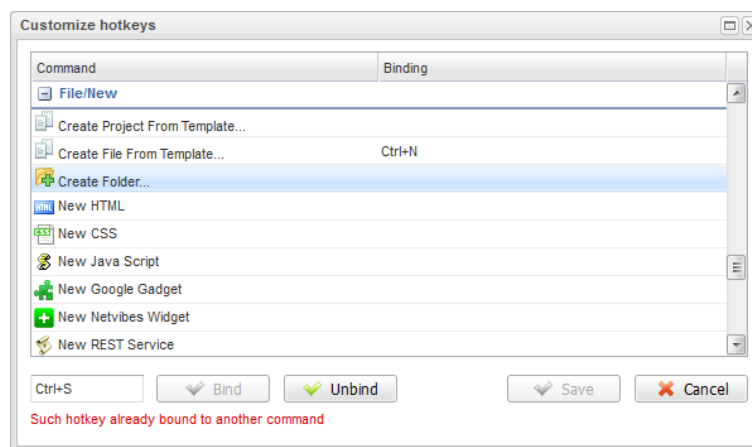 Customize hotkeys
Command Binding
File/New
Create Project From Template...
Create File From Template... Ctrl+N
Create Folder...
HTML New HTML
CSS New CSS
New Java Script
New Google Gadget
New Netvibes Widget
New REST Service
Ctrl+S Bind Unbind Save Cancel
Such hotkey already bound to another command